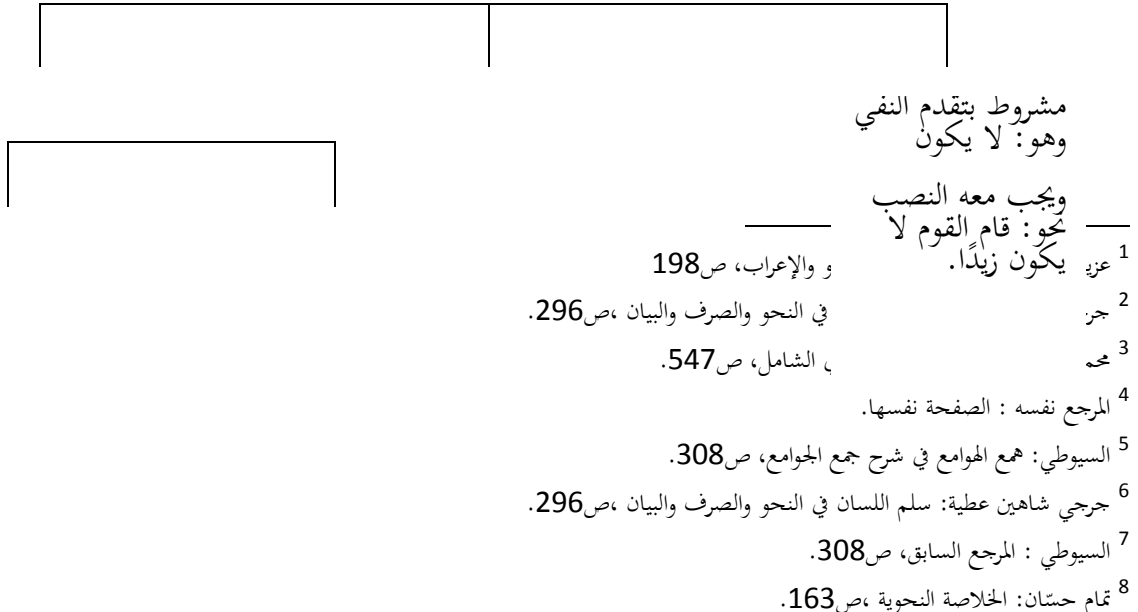 مشروط بتقدم النفي
وهو: لا يكون
ويجب معه النصب
نحو: قام القوم لا
يكون زيدًا.
1 و والإعراب، ص198
2 في النحو والصرف والبيان ،ص296.
3 الشامل، ص547.
4 المرجع نفسه : الصفحة نفسها.
5 السيوطي: همع الهوامع في شرح جمع الجوامع، ص308.
6 جرجي شاهين عطية: سلم اللسان في النحو والصرف والبيان ،ص296.
7 السيوطي : المرجع السابق، ص308.
8 تمام حسّان: الخلاصة النحوية ،ص163.